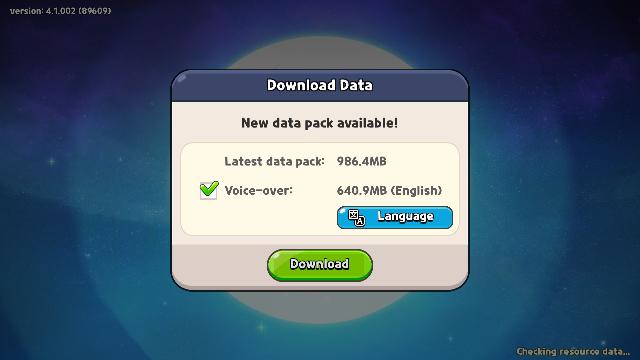 version: 4.1.002 (89609)
Download Data
New data pack available!
Latest data pack: 986.4MB
Voice-over: 640.9MB (English)
Language
Download
Checking resource data...